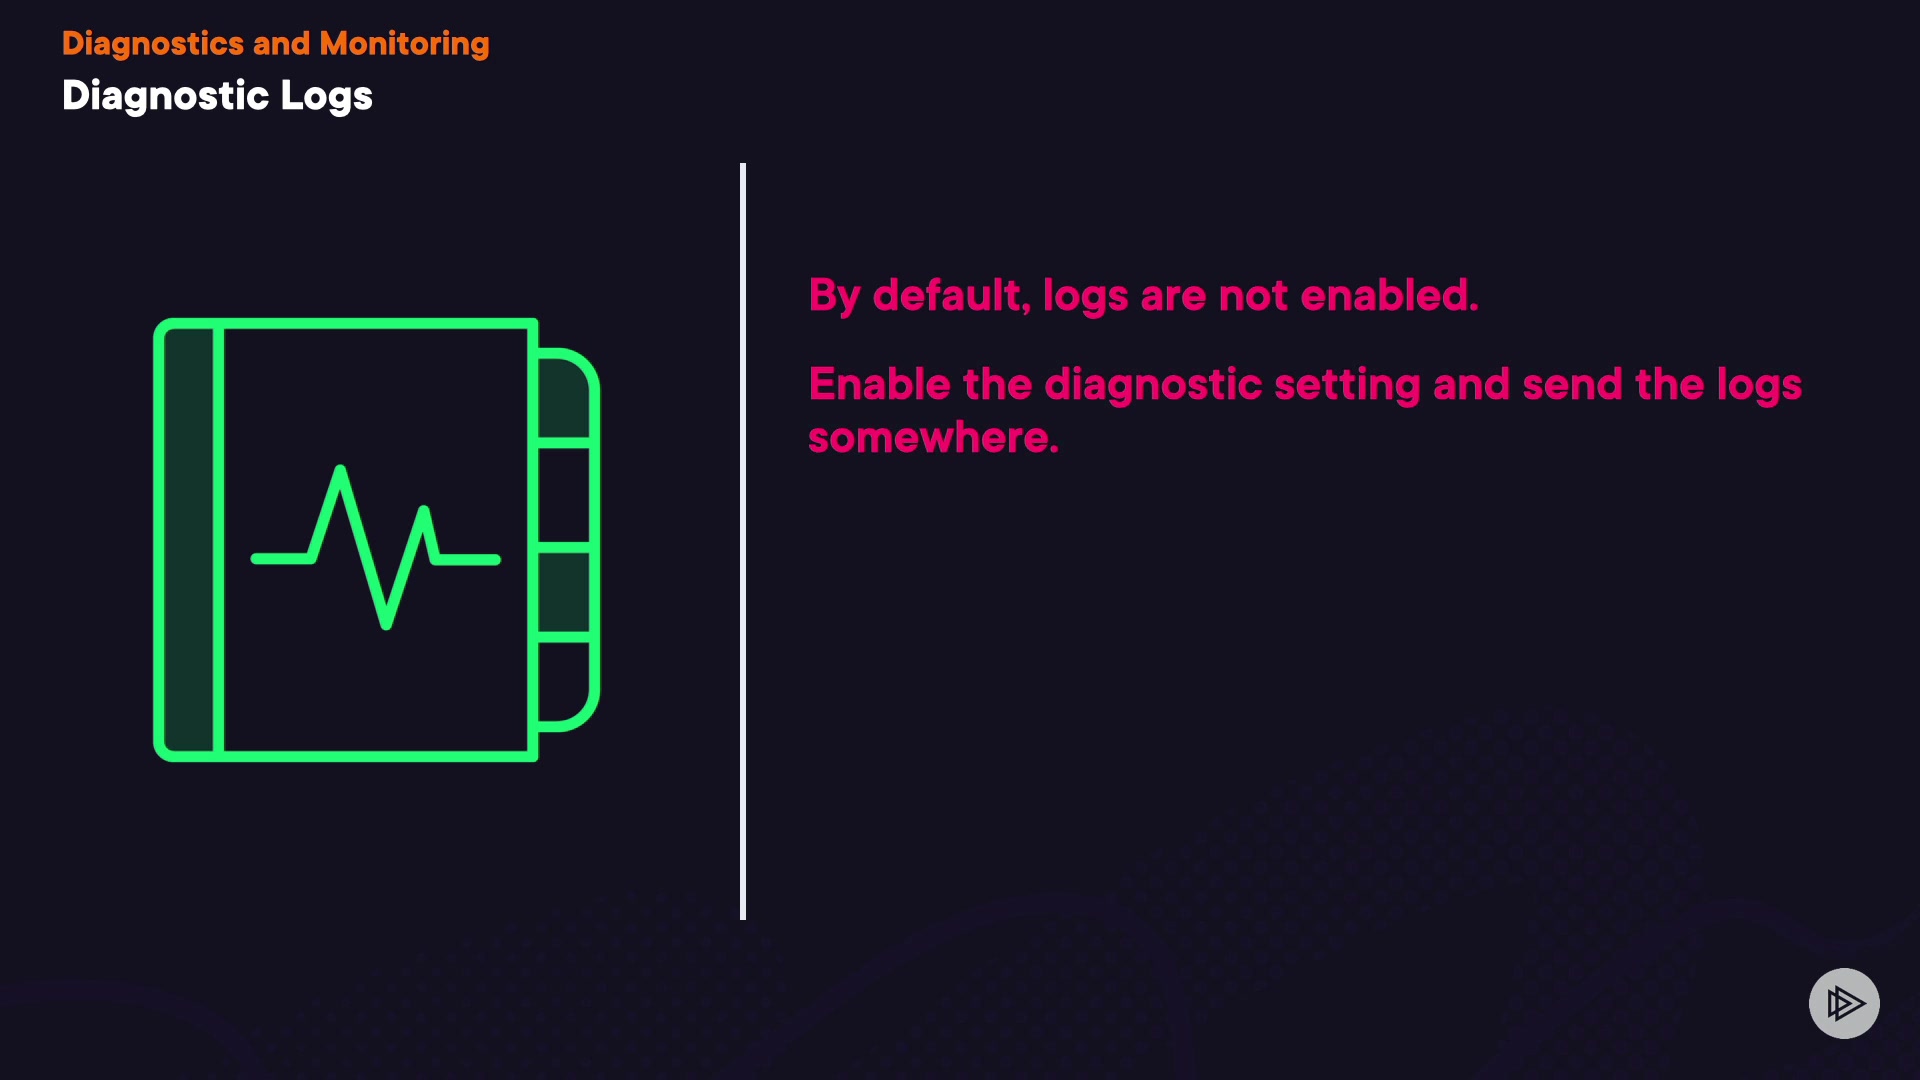 Diagnostics and Monitoring
Diagnostic Logs
By default, logs are not enabled.
Enable the diagnostic setting and send the logs
somewhere.